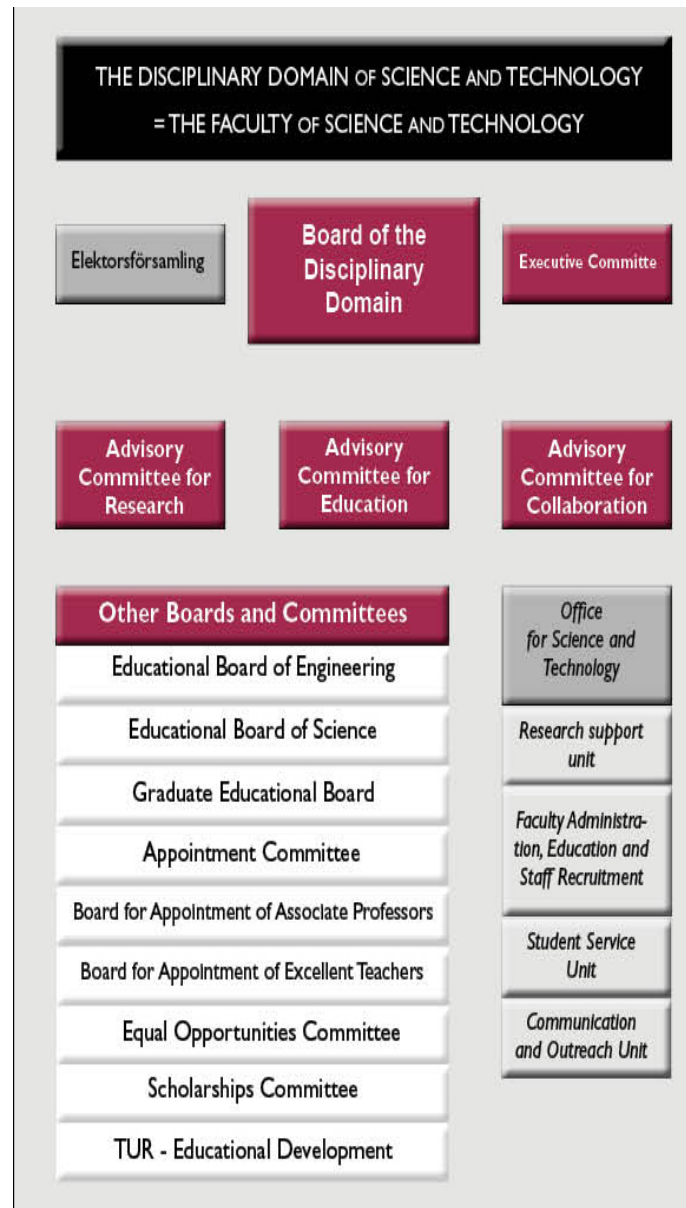 THE DISCIPLINARY DOMAIN OF SCIENCE AND TECHNOLOGY
= THE FACULTY OF SCIENCE AND TECHNOLOGY
Elektorsförsamling
Board of the
Disciplinary
Domain
Executive Committe
Advisory
Committee for
Research
Advisory
Committee for
Education
Advisory
Committee for
Collaboration
Other Boards and Committees
Educational Board of Engineering
Educational Board of Science
Graduate Educational Board
Appointment Committee
Board for Appointment of Associate Professors
Board for Appointment of Excellent Teachers
Equal Opportunities Committee
Scholarships Committee
TUR - Educational Development
Office
for Science and
Technology
Research support
unit
Faculty Administra-
tion, Education and
Staff Recruitment
Student Service
Unit
Communication
and Outreach Unit